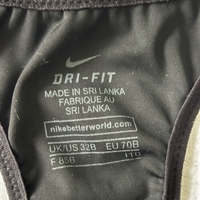 DRI-FIT
MADE IN SRI LANKA
FABRIQUE AU
SRI LANKA
nikebetterworld.com
UK/US 32B EU 70B
F 85B